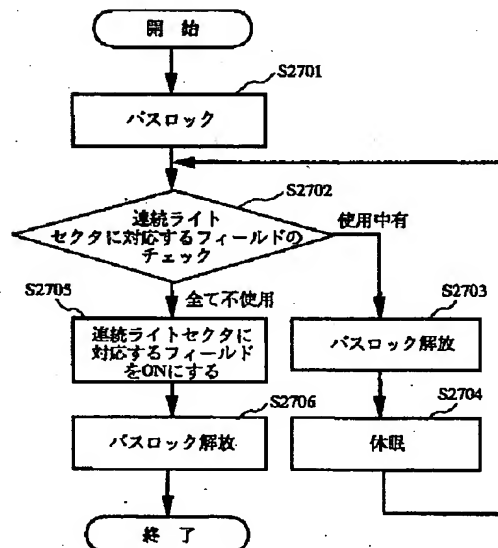 開始
S2701
バスロック
S2702
連続ライト
セクタに対応するフィールドの
チェック
使用中有
S2705
全て不使用
S2703
連続ライトセクタに
対応するフィールド
をONにする
バスロック解放
S2706
S2704
バスロック解放
休眠
終了